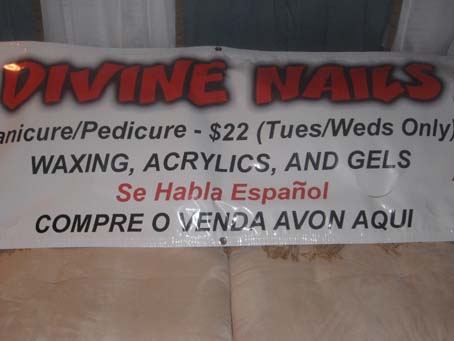 DIVINE NAILS
anicure/Pedicure - $22 (Tues/Weds Only)
WAXING, ACRYLICS, AND GELS
Se Habla Español
COMPRE O VENDA AVON AQUI